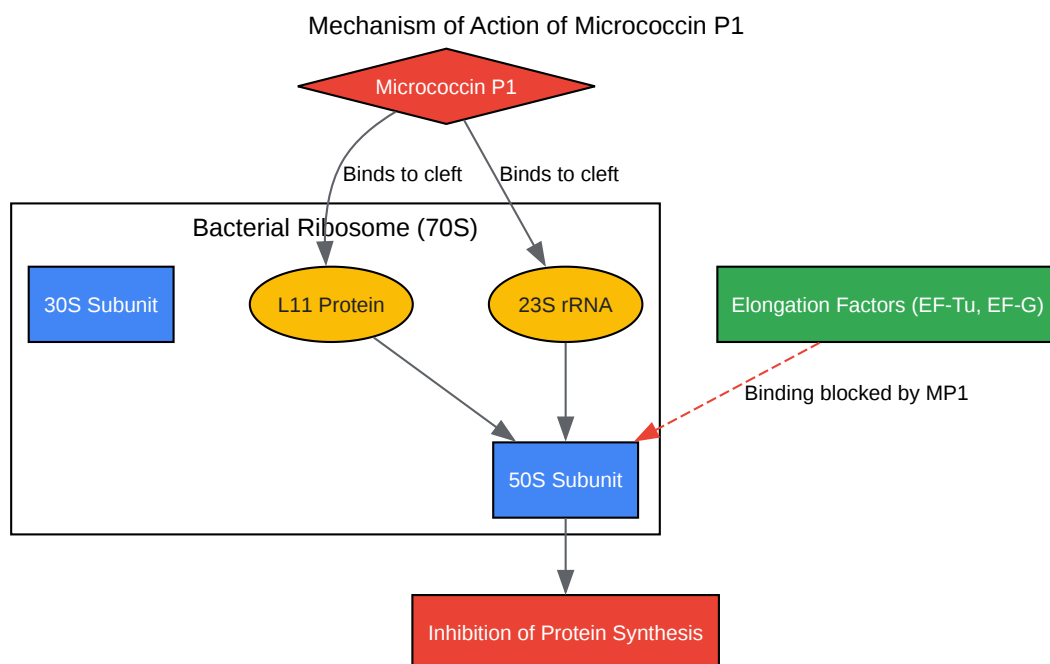 Mechanism of Action of Micrococcin P1
Micrococcin P1
Binds to cleft
Binds to cleft
Bacterial Ribosome (70S)
30S Subunit
L11 Protein
23S rRNA
Elongation Factors (EF-Tu, EF-G)
Binding blocked by MP1
50S Subunit
Inhibition of Protein Synthesis